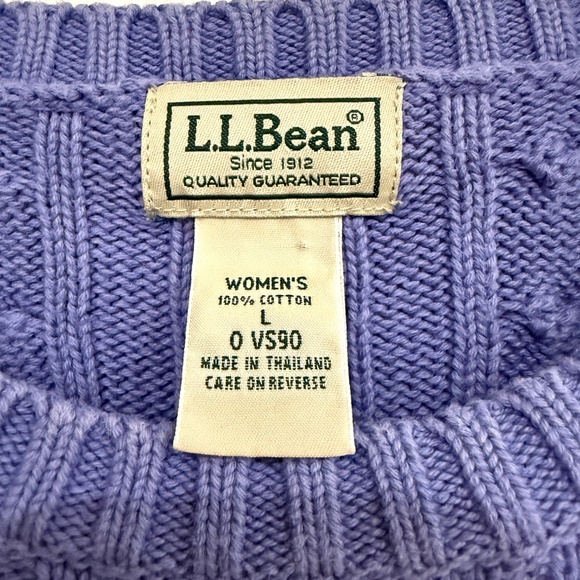 L.L.Bean®
Since 1912
QUALITY GUARANTEED
WOMEN'S
100% COTTON
L
0 VS90
MADE IN THAILAND
CARE ON REVERSE